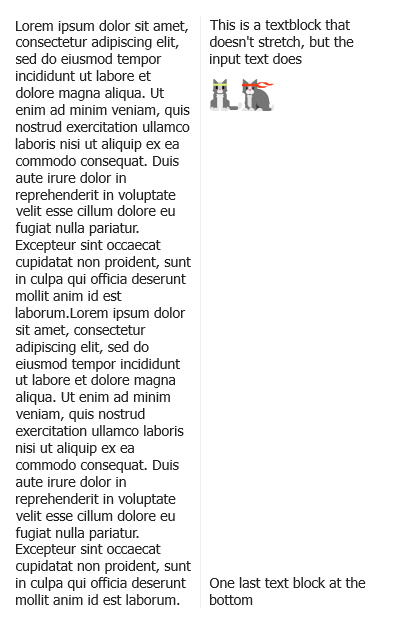 Lorem ipsum dolor sit amet,
consectetur adipiscing elit,
sed do eiusmod tempor
incididunt ut labore et
dolore magna aliqua. Ut
enim ad minim veniam, quis
nostrud exercitation ullamco
laboris nisi ut aliquip ex ea
commodo consequat. Duis
aute irure dolor in
reprehenderit in voluptate
velit esse cillum dolore eu
fugiat nulla pariatur.
Excepteur sint occaecat
cupidatat non proident, sunt
in culpa qui officia deserunt
mollit anim id est
laborum.Lorem ipsum dolor
sit amet, consectetur
adipiscing elit, sed do
eiusmod tempor incididunt
ut labore et dolore magna
aliqua. Ut enim ad minim
veniam, quis nostrud
exercitation ullamco laboris
nisi ut aliquip ex ea
commodo consequat. Duis
aute irure dolor in
reprehenderit in voluptate
velit esse cillum dolore eu
fugiat nulla pariatur.
Excepteur sint occaecat
cupidatat non proident, sunt
in culpa qui officia deserunt
mollit anim id est laborum.
This is a textblock that
doesn't stretch, but the
input text does
One last text block at the
bottom